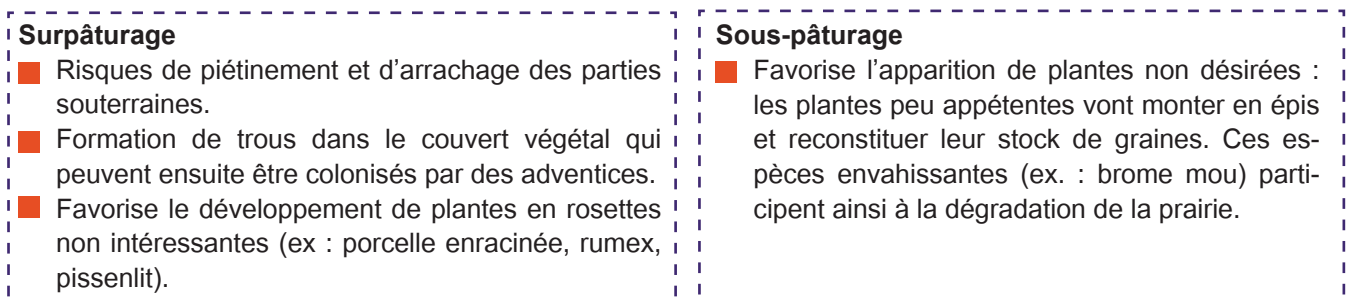 Surpâturage
Risques de piétinement et d'arrachage des parties
souterraines.
Formation de trous dans le couvert végétal qui
peuvent ensuite être colonisés par des adventices.
Favorise le développement de plantes en rosettes
non intéressantes (ex : porcelle enracinée, rumex,
pissenlit).
Sous-pâturage
Favorise l'apparition de plantes non désirées :
les plantes peu appétentes vont monter en épis
et reconstituer leur stock de graines. Ces es-
pèces envahissantes (ex. : brome mou) parti-
cipent ainsi à la dégradation de la prairie.